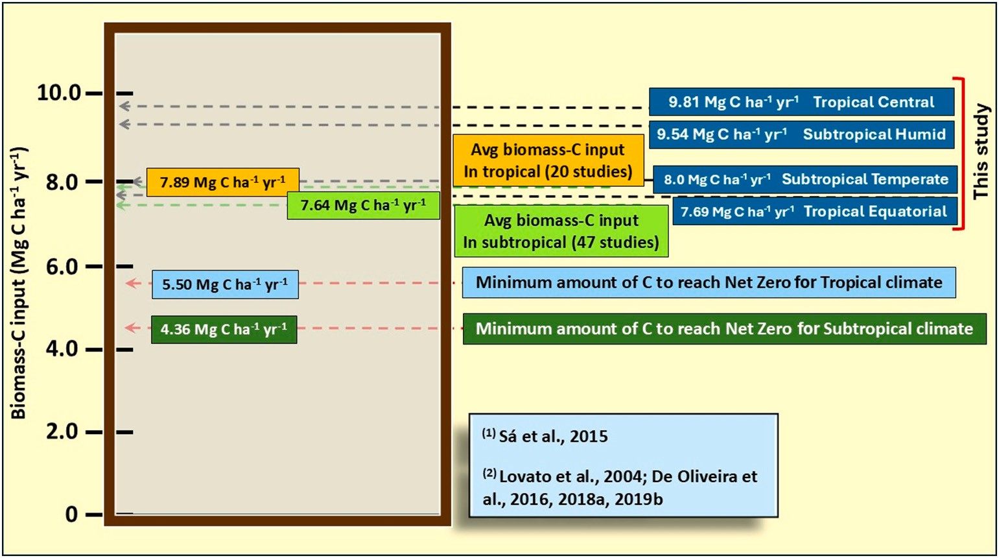 Biomass-C input (Mg C ha⁻¹ yr⁻¹)
10.0
8.0
6.0
4.0
2.0
0
9.81 Mg C ha⁻¹ yr⁻¹ Tropical Central
9.54 Mg C ha⁻¹ yr⁻¹ Subtropical Humid
8.0 Mg C ha⁻¹ yr⁻¹ Subtropical Temperate
7.69 Mg C ha⁻¹ yr⁻¹ Tropical Equatorial
This study
Avg biomass-C input
In tropical (20 studies)
7.89 Mg C ha⁻¹ yr⁻¹
7.64 Mg C ha⁻¹ yr⁻¹
Avg biomass-C input
In subtropical (47 studies)
5.50 Mg C ha⁻¹ yr⁻¹
Minimum amount of C to reach Net Zero for Tropical climate
4.36 Mg C ha⁻¹ yr⁻¹
Minimum amount of C to reach Net Zero for Subtropical climate
⁽¹⁾ Sá et al., 2015
⁽²⁾ Lovato et al., 2004; De Oliveira et
al., 2016, 2018a, 2019b